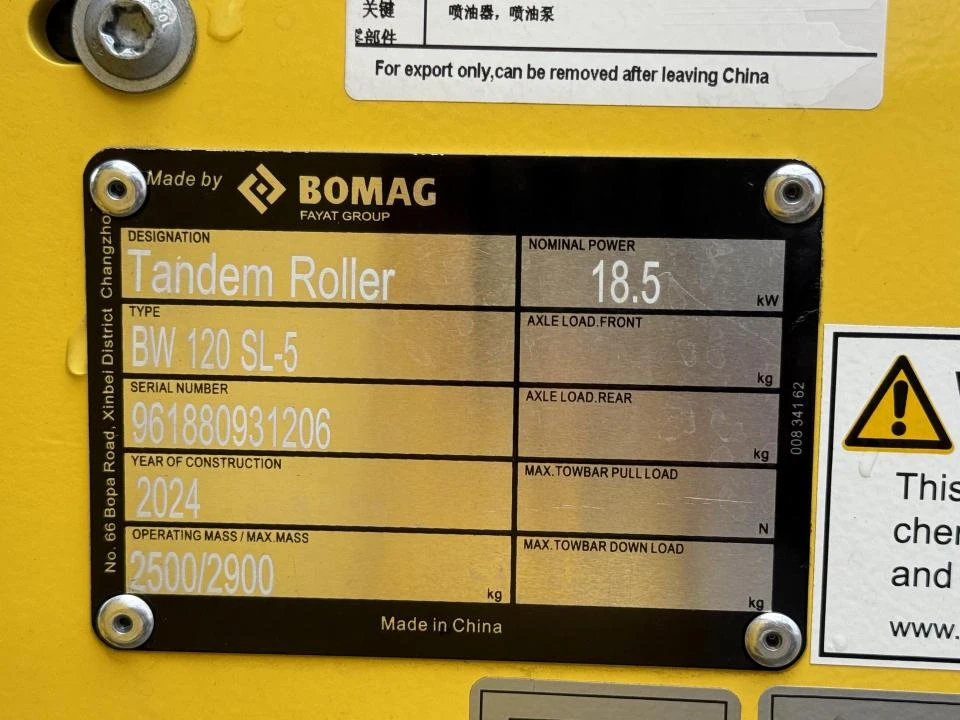 关键
喷油器，喷油泵
部件
For export only,can be removed after leaving China
Made by
BOMAG
FAYAT GROUP
DESIGNATION
Tandem Roller
NOMINAL POWER
18.5
kW
TYPE
BW 120 SL-5
AXLE LOAD.FRONT
kg
SERIAL NUMBER
961880931206
AXLE LOAD.REAR
kg
YEAR OF CONSTRUCTION
2024
MAX.TOWBAR PULL LOAD
N
OPERATING MASS / MAX.MASS
2500/2900
kg
MAX.TOWBAR DOWN LOAD
kg
Made in China
No. 66 Bopa Road, Xinbei District Changzho
008 341 62
This
and
www.